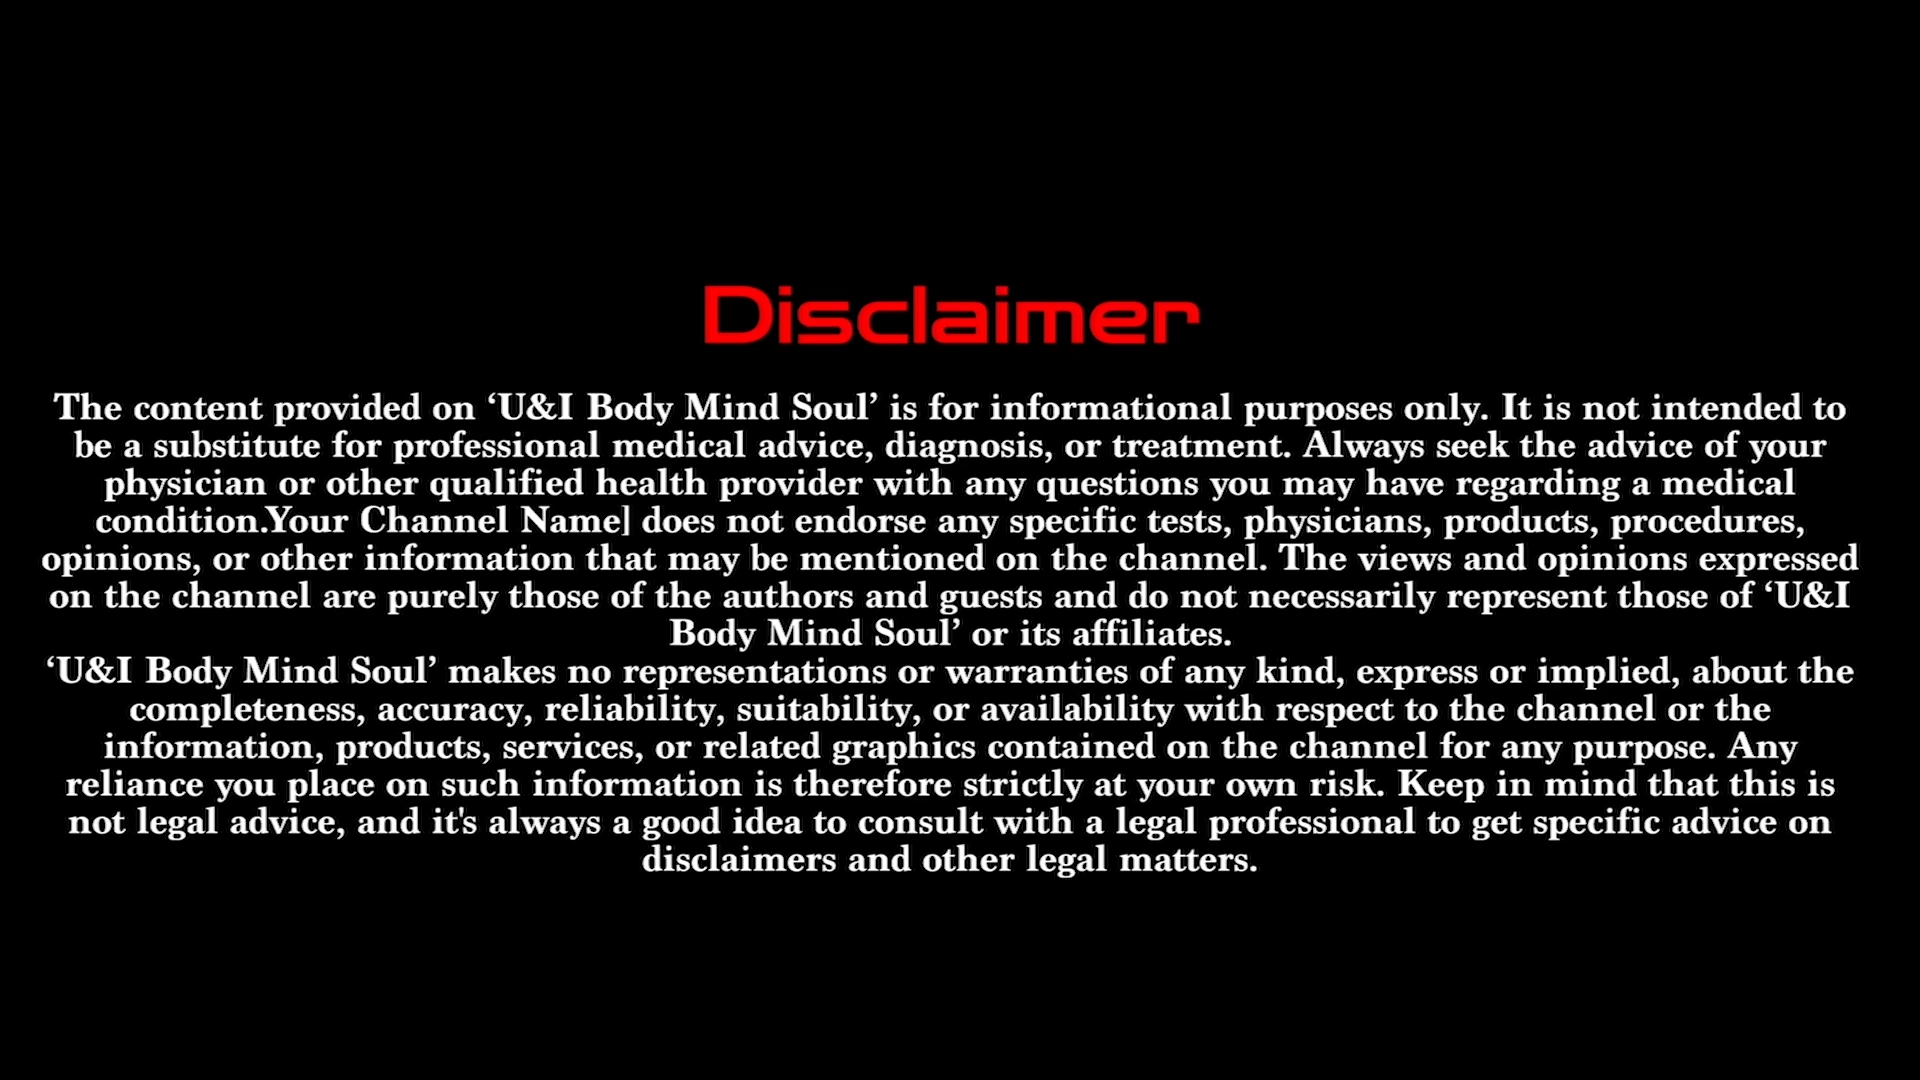 Disclaimer
The content provided on ‘U&I Body Mind Soul’ is for informational purposes only. It is not intended to
be a substitute for professional medical advice, diagnosis, or treatment. Always seek the advice of your
physician or other qualified health provider with any questions you may have regarding a medical
condition.Your Channel Name] does not endorse any specific tests, physicians, products, procedures,
opinions, or other information that may be mentioned on the channel. The views and opinions expressed
on the channel are purely those of the authors and guests and do not necessarily represent those of ‘U&I
Body Mind Soul’ or its affiliates.
‘U&I Body Mind Soul’ makes no representations or warranties of any kind, express or implied, about the
completeness, accuracy, reliability, suitability, or availability with respect to the channel or the
information, products, services, or related graphics contained on the channel for any purpose. Any
reliance you place on such information is therefore strictly at your own risk. Keep in mind that this is
not legal advice, and it's always a good idea to consult with a legal professional to get specific advice on
disclaimers and other legal matters.